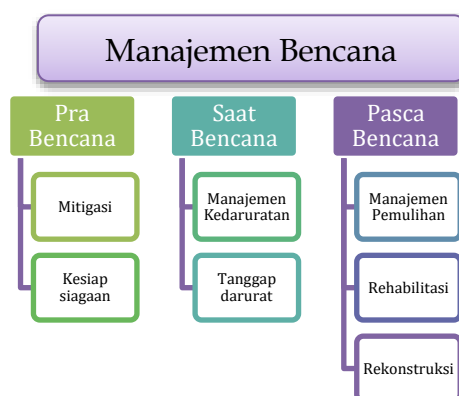 Manajemen Bencana
Pra
Bencana
Mitigasi
Kesiap
siagaan
Saat
Bencana
Manajemen
Kedaruratan
Tanggap
darurat
Pasca
Bencana
Manajemen
Pemulihan
Rehabilitasi
Rekonstruksi